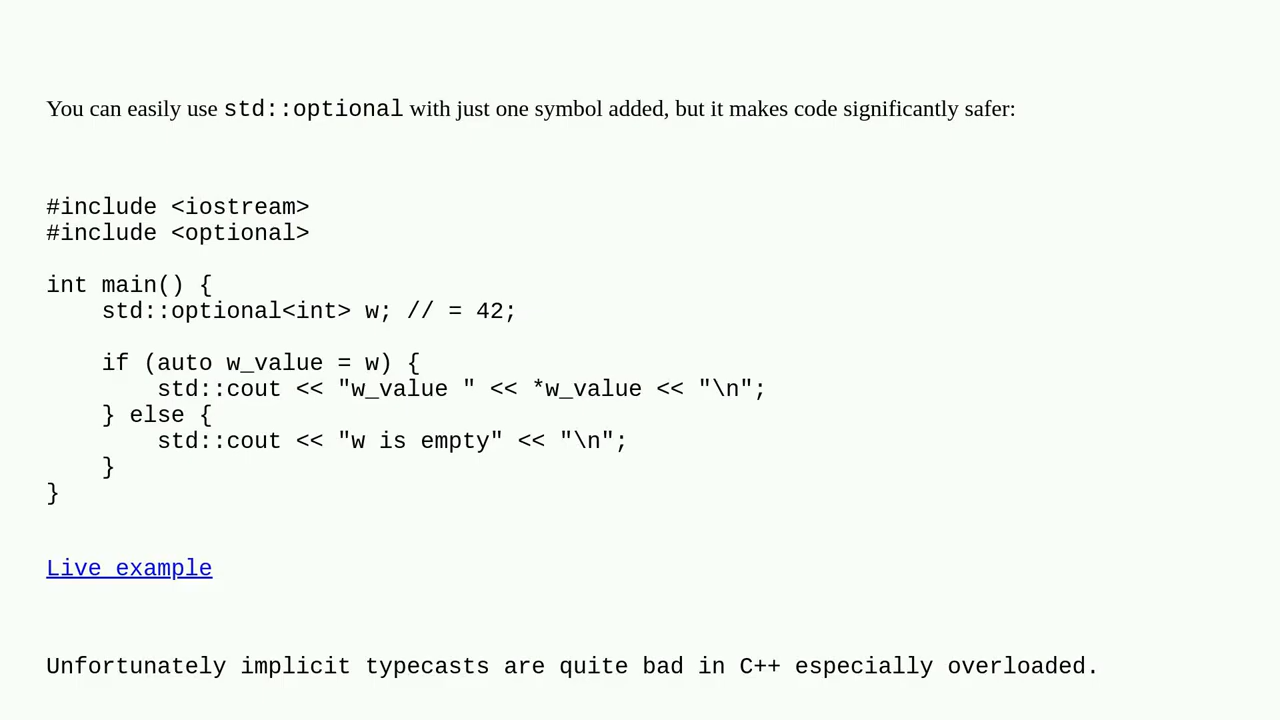 You can easily use std::optional with just one symbol added, but it makes code significantly safer:
#include <iostream>
#include <optional>
int main() {
    std::optional<int> w; // = 42;
    if (auto w_value = w) {
        std::cout << "w_value " << *w_value << "\n";
    } else {
        std::cout << "w is empty" << "\n";
    }
}
Live example
Unfortunately implicit typecasts are quite bad in C++ especially overloaded.